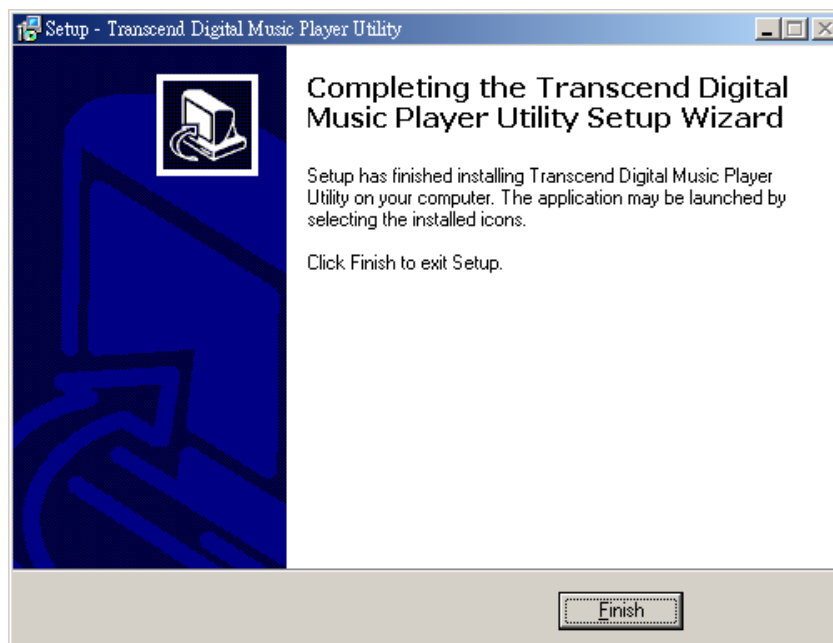 Setup - Transcend Digital Music Player Utility
Completing the Transcend Digital
Music Player Utility Setup Wizard
Setup has finished installing Transcend Digital Music Player
Utility on your computer. The application may be launched by
selecting the installed icons.
Click Finish to exit Setup.
Finish